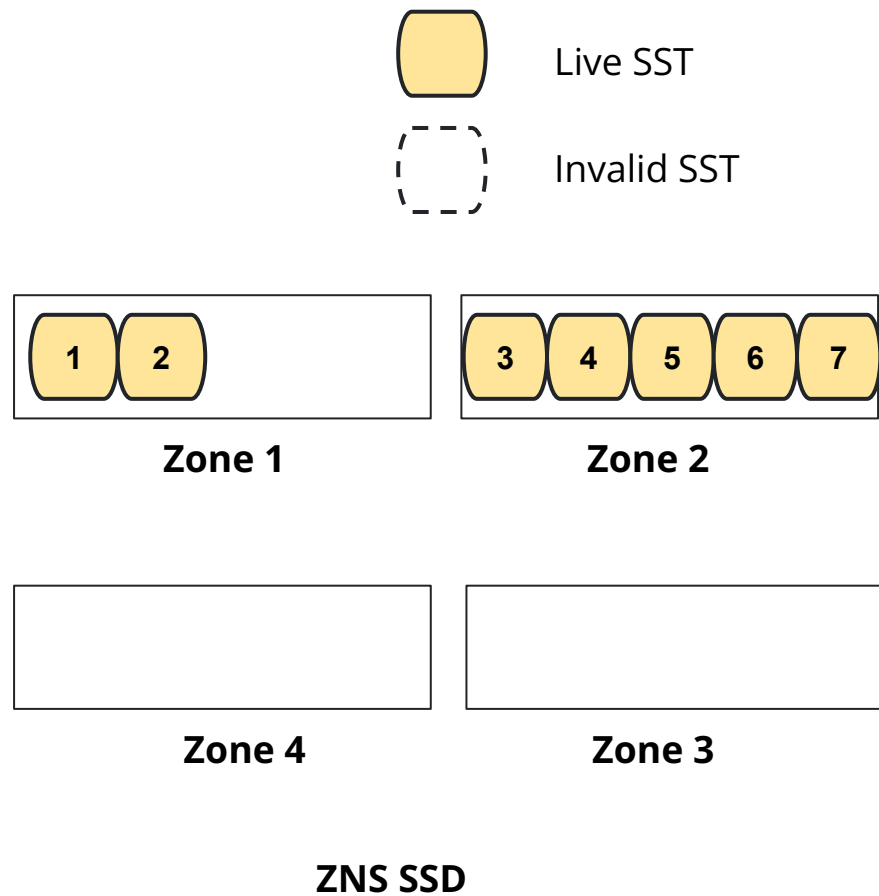 Live SST
Invalid SST
1 2
3 4 5 6 7
Zone 1
Zone 2
Zone 4
Zone 3
ZNS SSD